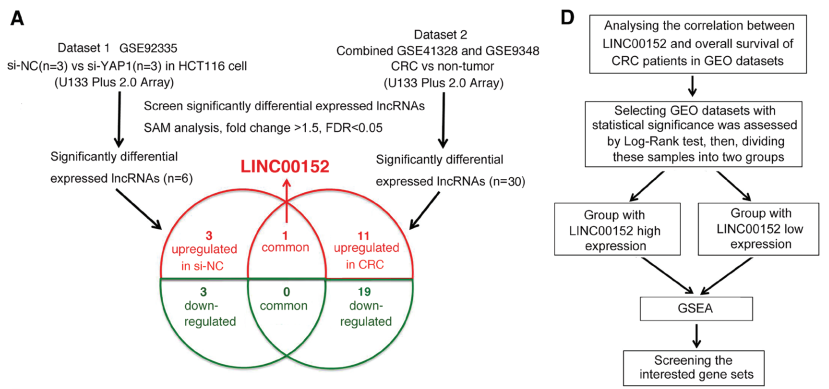 A
Dataset 1 GSE92335
si-NC(n=3) vs si-YAP1(n=3) in HCT116 cell
(U133 Plus 2.0 Array)
Dataset 2
Combined GSE41328 and GSE9348
CRC vs non-tumor
(U133 Plus 2.0 Array)
Screen significantly differential expressed lncRNAs
SAM analysis, fold change >1.5, FDR<0.05
Significantly differential
expressed lncRNAs (n=6)
LINC00152
Significantly differential
expressed lncRNAs (n=30)
3
upregulated
in si-NC
1
common
11
upregulated
in CRC
3
down-
regulated
0
common
19
down-
regulated
D
Analysing the correlation between
LINC00152 and overall survival of
CRC patients in GEO datasets
Selecting GEO datasets with
statistical significance was assessed
by Log-Rank test, then, dividing
these samples into two groups
Group with
LINC00152 high
expression
Group with
LINC00152 low
expression
GSEA
Screening the
interested gene sets